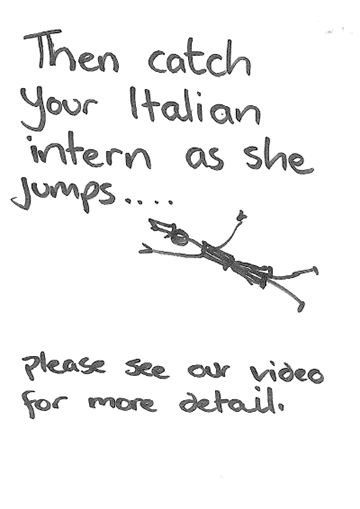 Then catch
your Italian
intern as she
jumps.....
please see our video
for more detail.